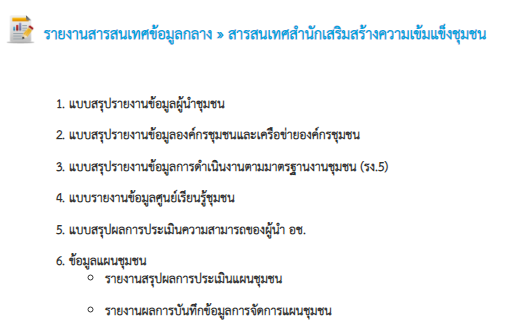 รายงานสารสนเทศข้อมูลกลาง » สารสนเทศสำนักเสริมสร้างความเข้มแข็งชุมชน
1. แบบสรุปรายงานข้อมูลผู้นำชุมชน
2. แบบสรุปรายงานข้อมูลองค์กรชุมชนและเครือข่ายองค์กรชุมชน
3. แบบสรุปรายงานข้อมูลการดำเนินงานตามมาตรฐานงานชุมชน (รง.5)
4. แบบรายงานข้อมูลศูนย์เรียนรู้ชุมชน
5. แบบสรุปผลการประเมินความสามารถของผู้นำ อช.
6. ข้อมูลแผนชุมชน
○ รายงานสรุปผลการประเมินแผนชุมชน
○ รายงานผลการบันทึกข้อมูลการจัดการแผนชุมชน